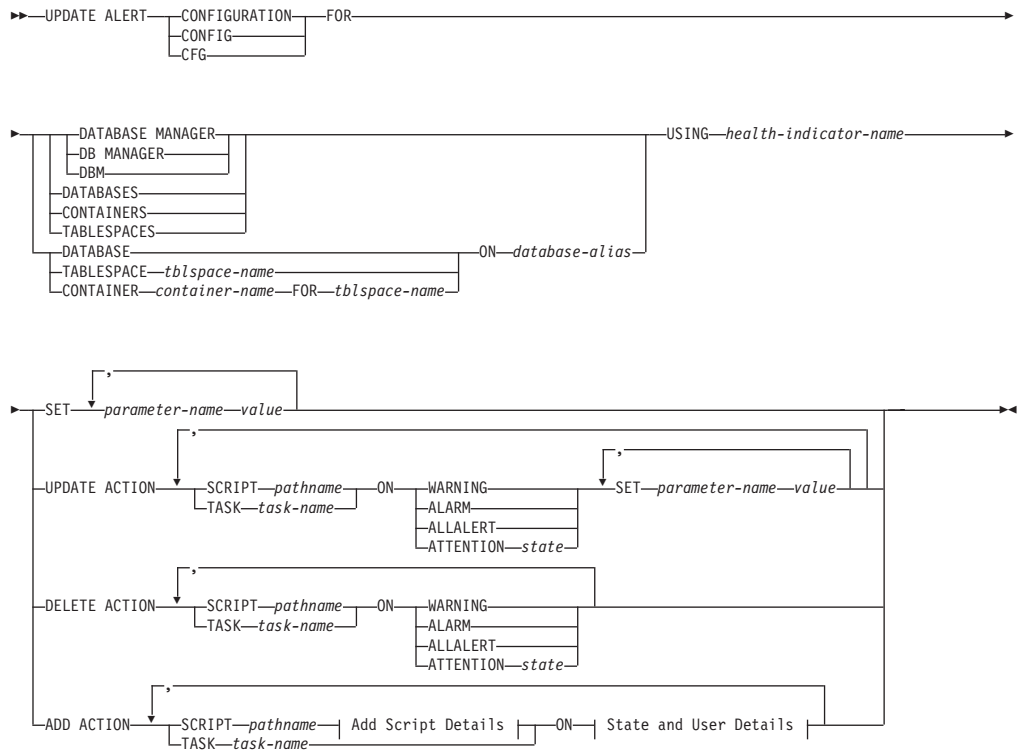 UPDATE ALERT CONFIGURATION FOR
CONFIG
CFG
DATABASE MANAGER USING health-indicator-name
DB MANAGER
DBM
DATABASES
CONTAINERS
TABLESPACES
DATABASE ON database-alias
TABLESPACE tblspace-name
CONTAINER container-name FOR tblspace-name
,
SET parameter-name value
, ,
UPDATE ACTION SCRIPT pathname ON WARNING SET parameter-name value
TASK task-name ALARM
ALLALERT
ATTENTION state
,
DELETE ACTION SCRIPT pathname ON WARNING
TASK task-name ALARM
ALLALERT
ATTENTION state
,
ADD ACTION SCRIPT pathname Add Script Details ON State and User Details
TASK task-name